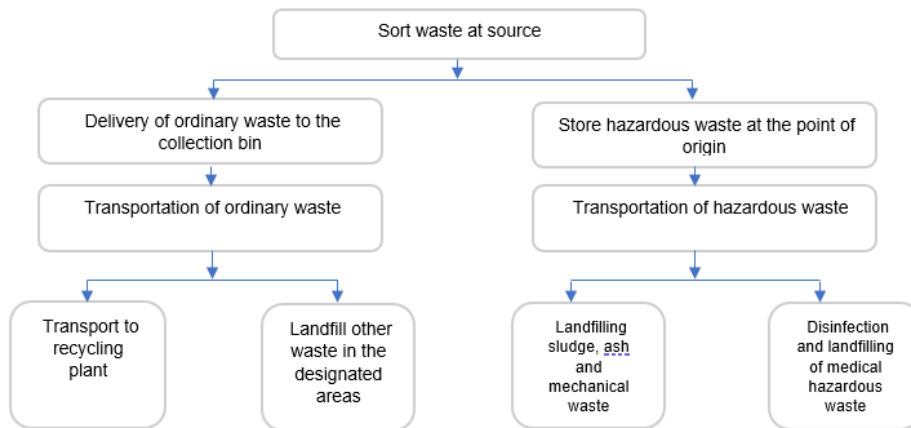 Sort waste at source
Delivery of ordinary waste to the
collection bin
Store hazardous waste at the point of
origin
Transportation of ordinary waste
Transportation of hazardous waste
Transport to
recycling
plant
Landfill other
waste in the
designated
areas
Landfilling
sludge, ash
and
mechanical
waste
Disinfection
and landfilling
of medical
hazardous
waste